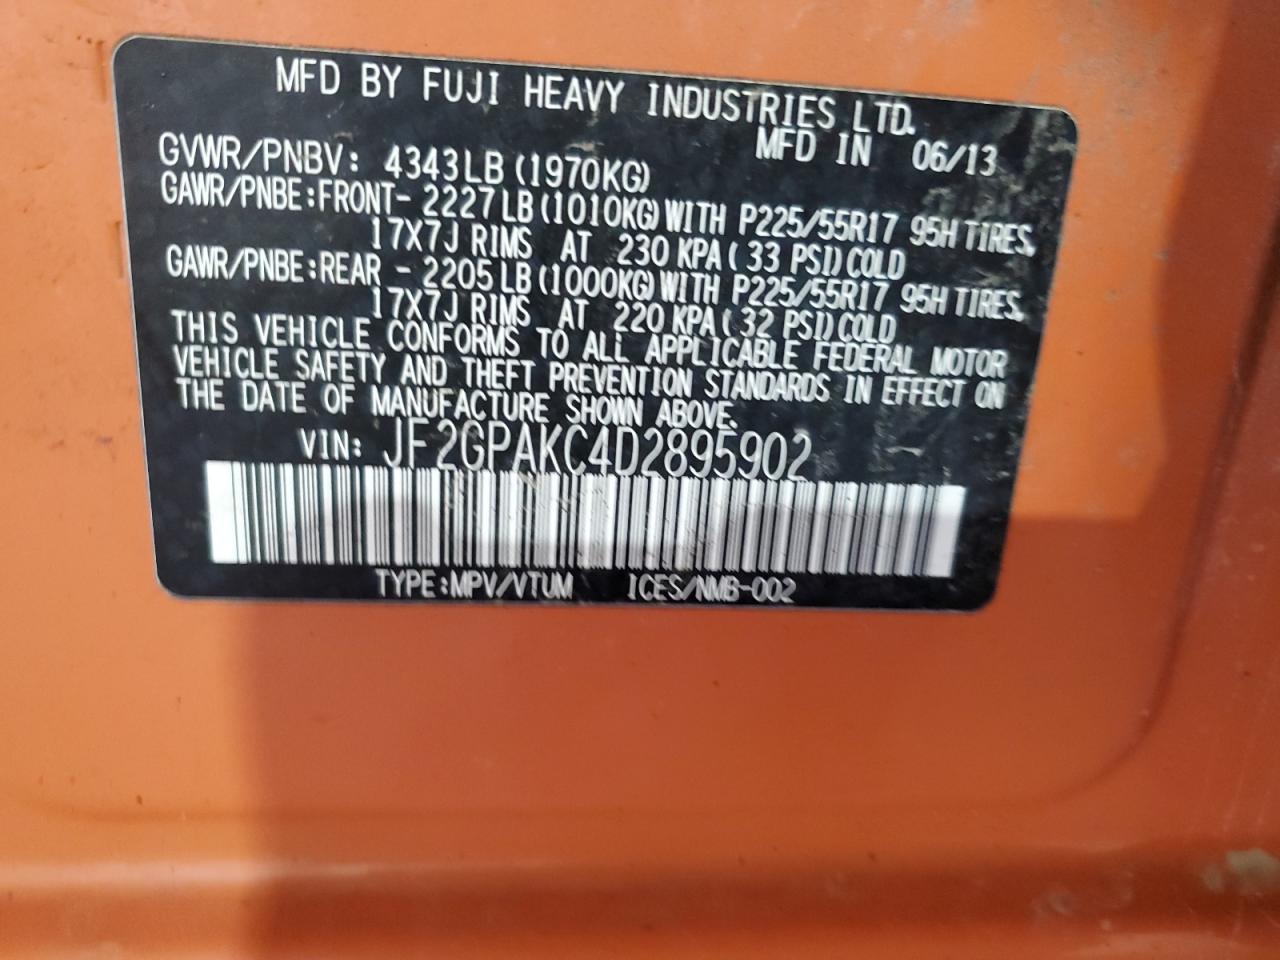 MFD BY FUJI HEAVY INDUSTRIES LTD.
MFD IN 06/13
GVWR/PNBV: 4343LB (1970KG)
GAWR/PNBE:FRONT- 2227LB (1010KG) WITH P225/55R17 95H TIRES,
17X7J RIMS AT 230 KPA ( 33 PSI) COLD
GAWR/PNBE:REAR - 2205LB (1000KG) WITH P225/55R17 95H TIRES,
17X7J RIMS AT 220 KPA ( 32 PSI) COLD
THIS VEHICLE CONFORMS TO ALL APPLICABLE FEDERAL MOTOR
VEHICLE SAFETY AND THEFT PREVENTION STANDARDS IN EFFECT ON
THE DATE OF MANUFACTURE SHOWN ABOVE.
VIN: JF2GPAKC4D2895902
TYPE:MPV/VTUM ICES/NMB-002